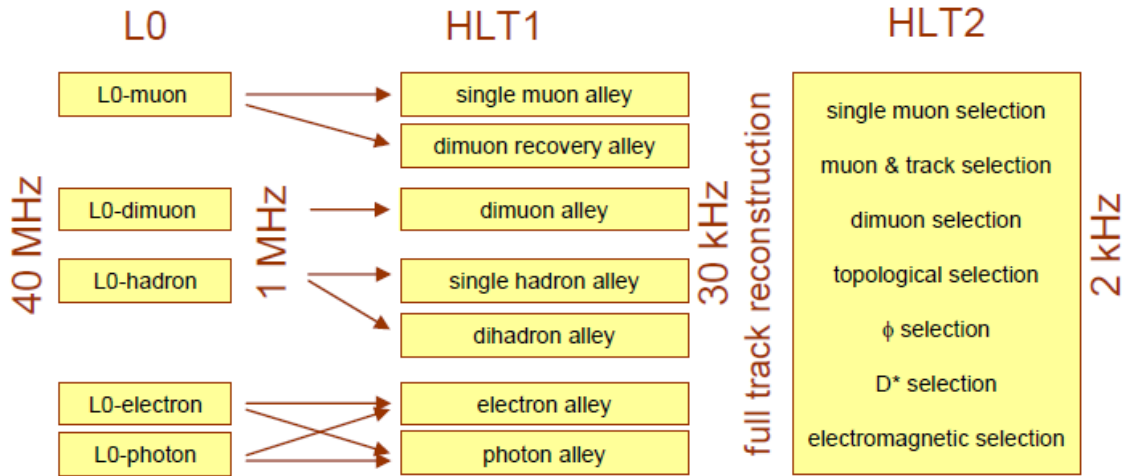 L0
HLT1
HLT2
40 MHz
L0-muon
L0-dimuon
L0-hadron
L0-electron
L0-photon
1 MHz
single muon alley
dimuon recovery alley
dimuon alley
single hadron alley
dihadron alley
electron alley
photon alley
30 kHz
full track reconstruction
single muon selection
muon & track selection
dimuon selection
topological selection
ϕ selection
D* selection
electromagnetic selection
2 kHz